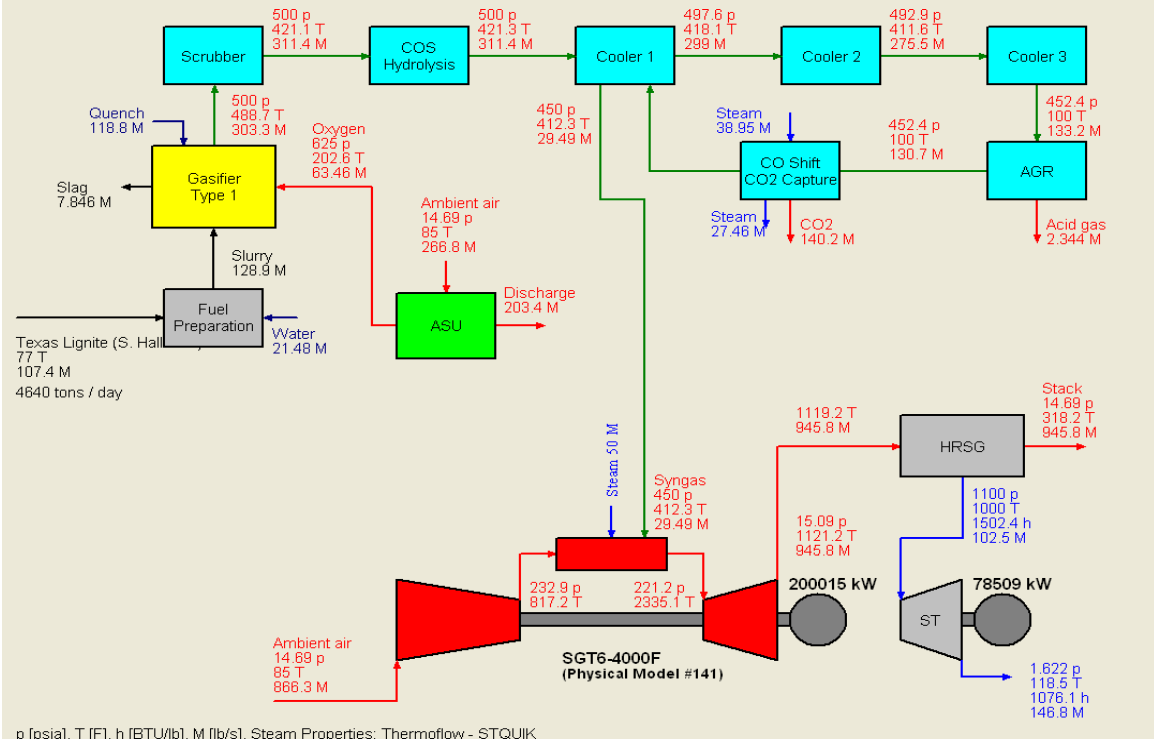 500 p
421.1 T
311.4 M
500 p
421.3 T
311.4 M
497.6 p
418.1 T
299 M
492.9 p
411.6 T
275.5 M
Scrubber
COS
Hydrolysis
Cooler 1
Cooler 2
Cooler 3
500 p
488.7 T
303.3 M
Quench
118.8 M
Oxygen
625 p
202.6 T
63.46 M
450 p
412.3 T
29.49 M
Steam
38.95 M
452.4 p
100 T
130.7 M
452.4 p
100 T
133.2 M
Gasifier
Type 1
CO Shift
CO2 Capture
AGR
Slag
7.846 M
Ambient air
14.69 p
85 T
266.8 M
Steam
27.46 M
CO2
140.2 M
Acid gas
2.344 M
Slurry
128.9 M
Fuel
Preparation
Discharge
203.4 M
ASU
Water
21.48 M
Texas Lignite (S. Hall
77 T
107.4 M
4640 tons / day
Steam 50 M
1119.2 T
945.8 M
Stack
14.69 p
318.2 T
945.8 M
HRSG
Syngas
450 p
412.3 T
29.49 M
15.09 p
1121.2 T
945.8 M
1100 p
1000 T
1502.4 h
102.5 M
232.9 p
817.2 T
221.2 p
2335.1 T
200015 kW
78509 kW
ST
Ambient air
14.69 p
85 T
866.3 M
SGT6-4000F
(Physical Model #141)
1.622 p
118.5 T
1076.1 h
146.8 M
p [psia], T [F], h [BTU/lb], M [lb/s], Steam Properties: Thermoflow - STQUIK